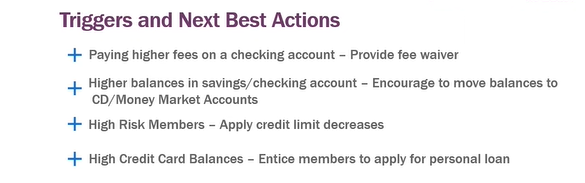 Triggers and Next Best Actions
Paying higher fees on a checking account – Provide fee waiver
Higher balances in savings/checking account – Encourage to move balances to
CD/Money Market Accounts
High Risk Members – Apply credit limit decreases
High Credit Card Balances – Entice members to apply for personal loan